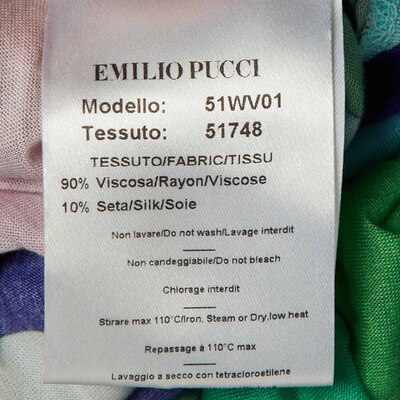 EMILIO PUCCI
Modello: 51WV01
Tessuto: 51748
TESSUTO/FABRIC/TISSU
90% Viscosa/Rayon/Viscose
10% Seta/Silk/Soie
Non lavare/Do not wash/Lavage interdit
Non candeggiabile/Do not bleach
Chlorage interdit
Stirare max 110°C/Iron. Steam or Dry,low heat
Repassage à 110°C max
Lavaggio a secco con tetracloroetilene